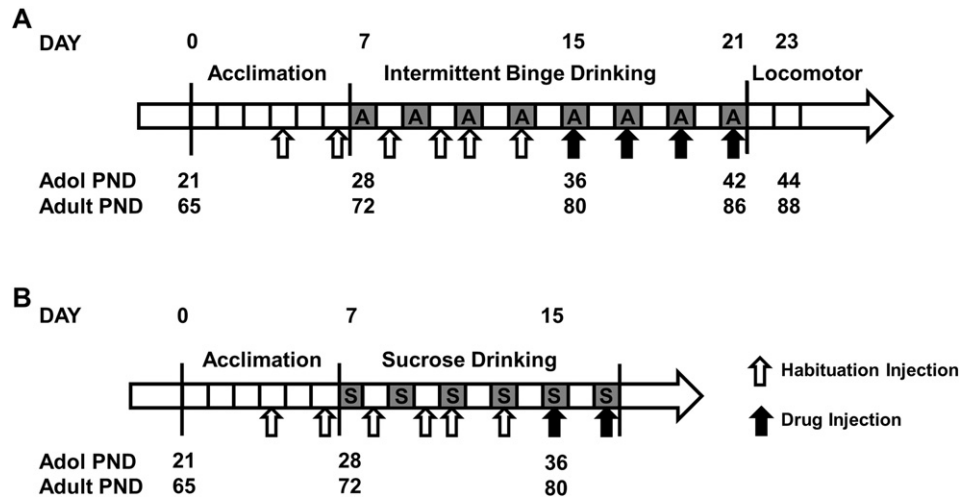 A
DAY 0 7 15 21 23
Acclimation Intermittent Binge Drinking Locomotor
A A A A A A A A
Adol PND 21 28 36 42 44
Adult PND 65 72 80 86 88
B
DAY 0 7 15
Acclimation Sucrose Drinking
S S S S S S
Habituation Injection
Drug Injection
Adol PND 21 28 36
Adult PND 65 72 80